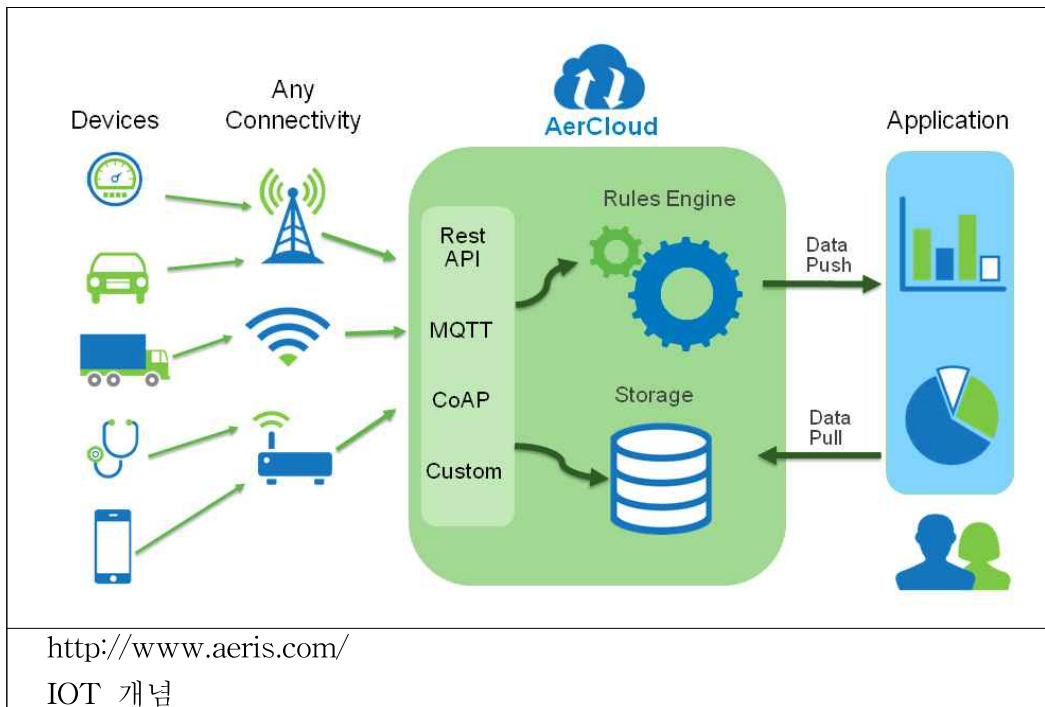 Devices
Any
Connectivity
AerCloud
Application
Rest
API
MQTT
CoAP
Custom
Rules Engine
Storage
Data
Push
Data
Pull
http://www.aeris.com/
IOT 개념